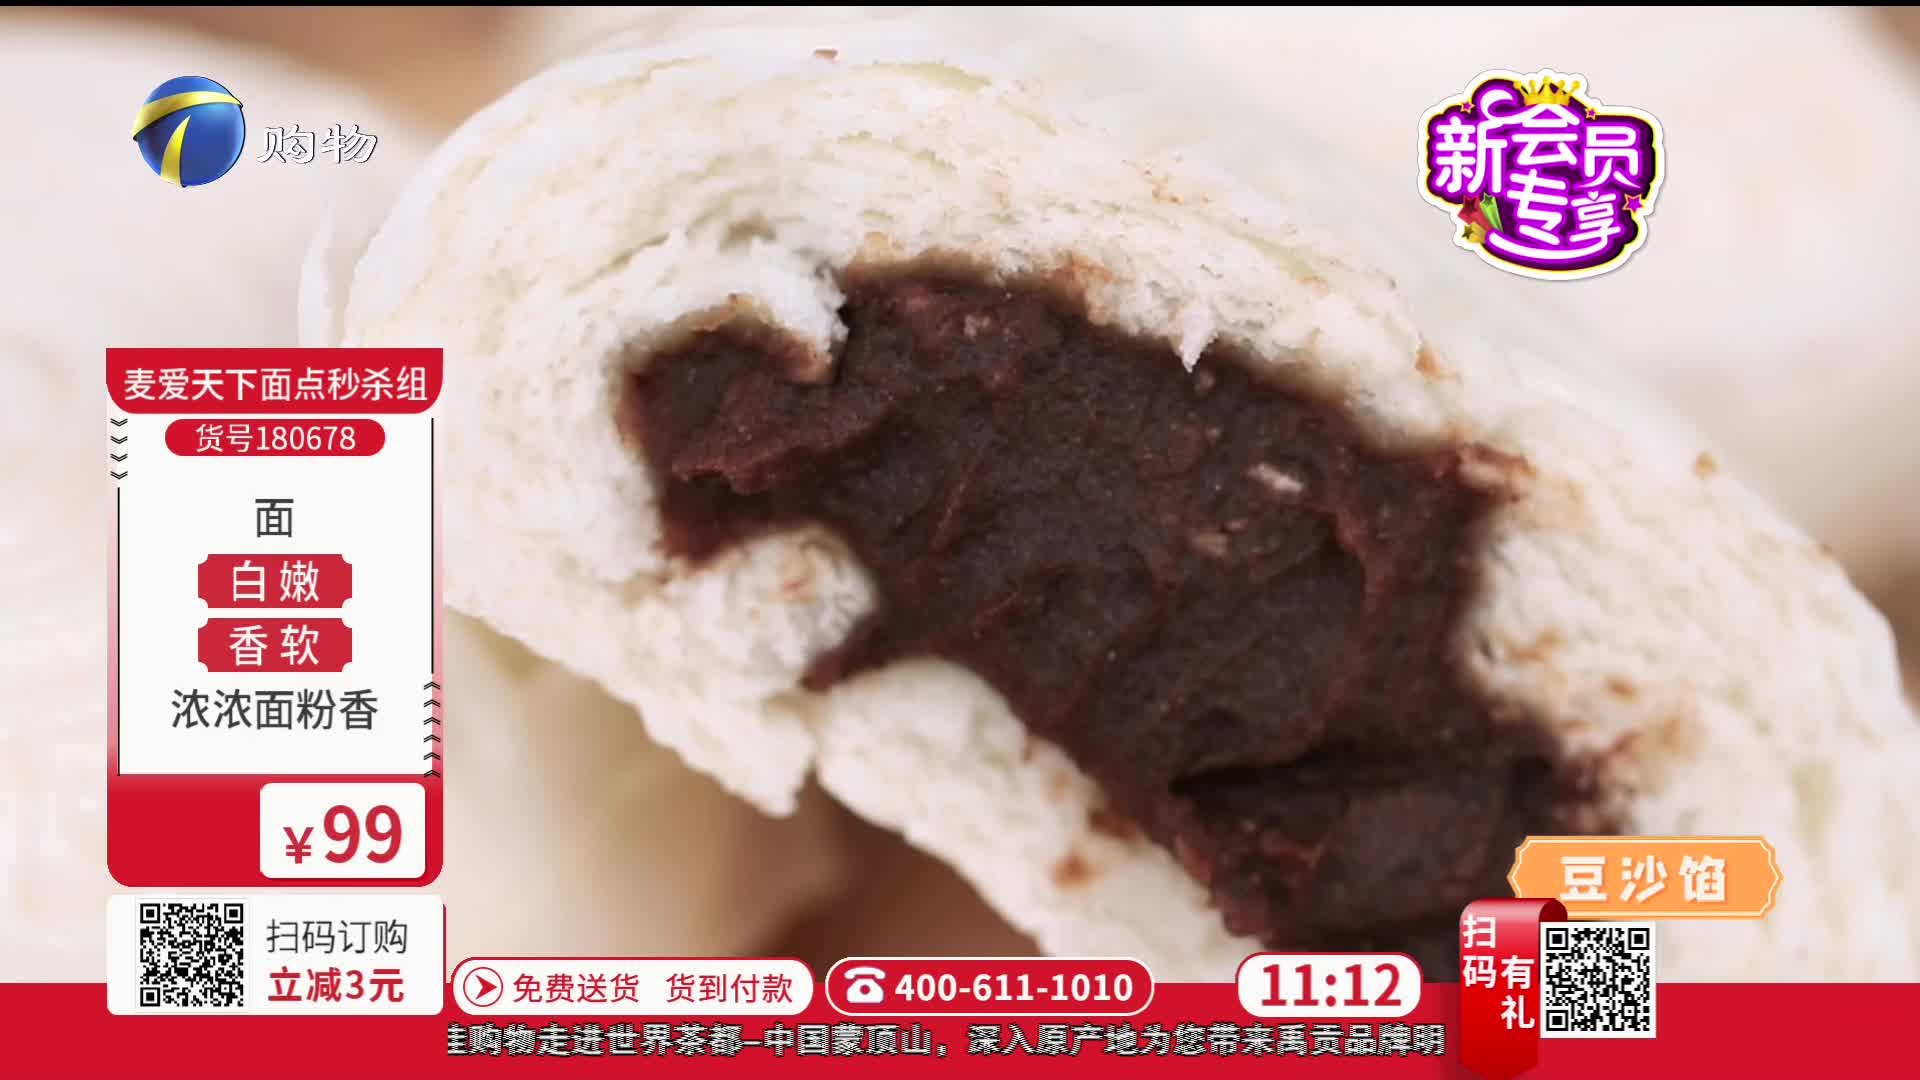 购物
新会员
专享
麦爱天下面点秒杀组
货号180678
面
白嫩
香软
浓浓面粉香
¥99
扫码订购
立减3元
豆沙馅
扫码
有礼
免费送货 货到付款
400-611-1010
11:12
购物走进世界茶都-中国蒙顶山，深入原产地为您带来禹贡品牌明